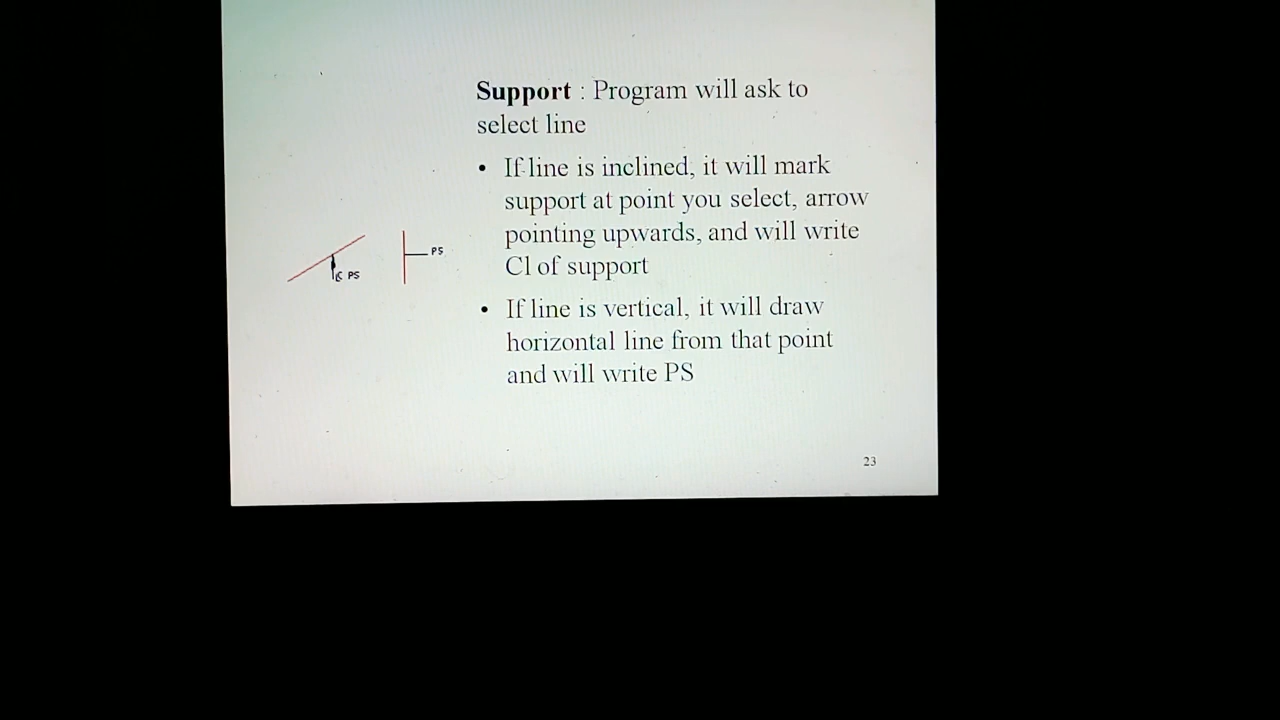 Support : Program will ask to
select line
• If line is inclined, it will mark
support at point you select, arrow
pointing upwards, and will write
Cl of support
• If line is vertical, it will draw
horizontal line from that point
and will write PS
PS
PS
23